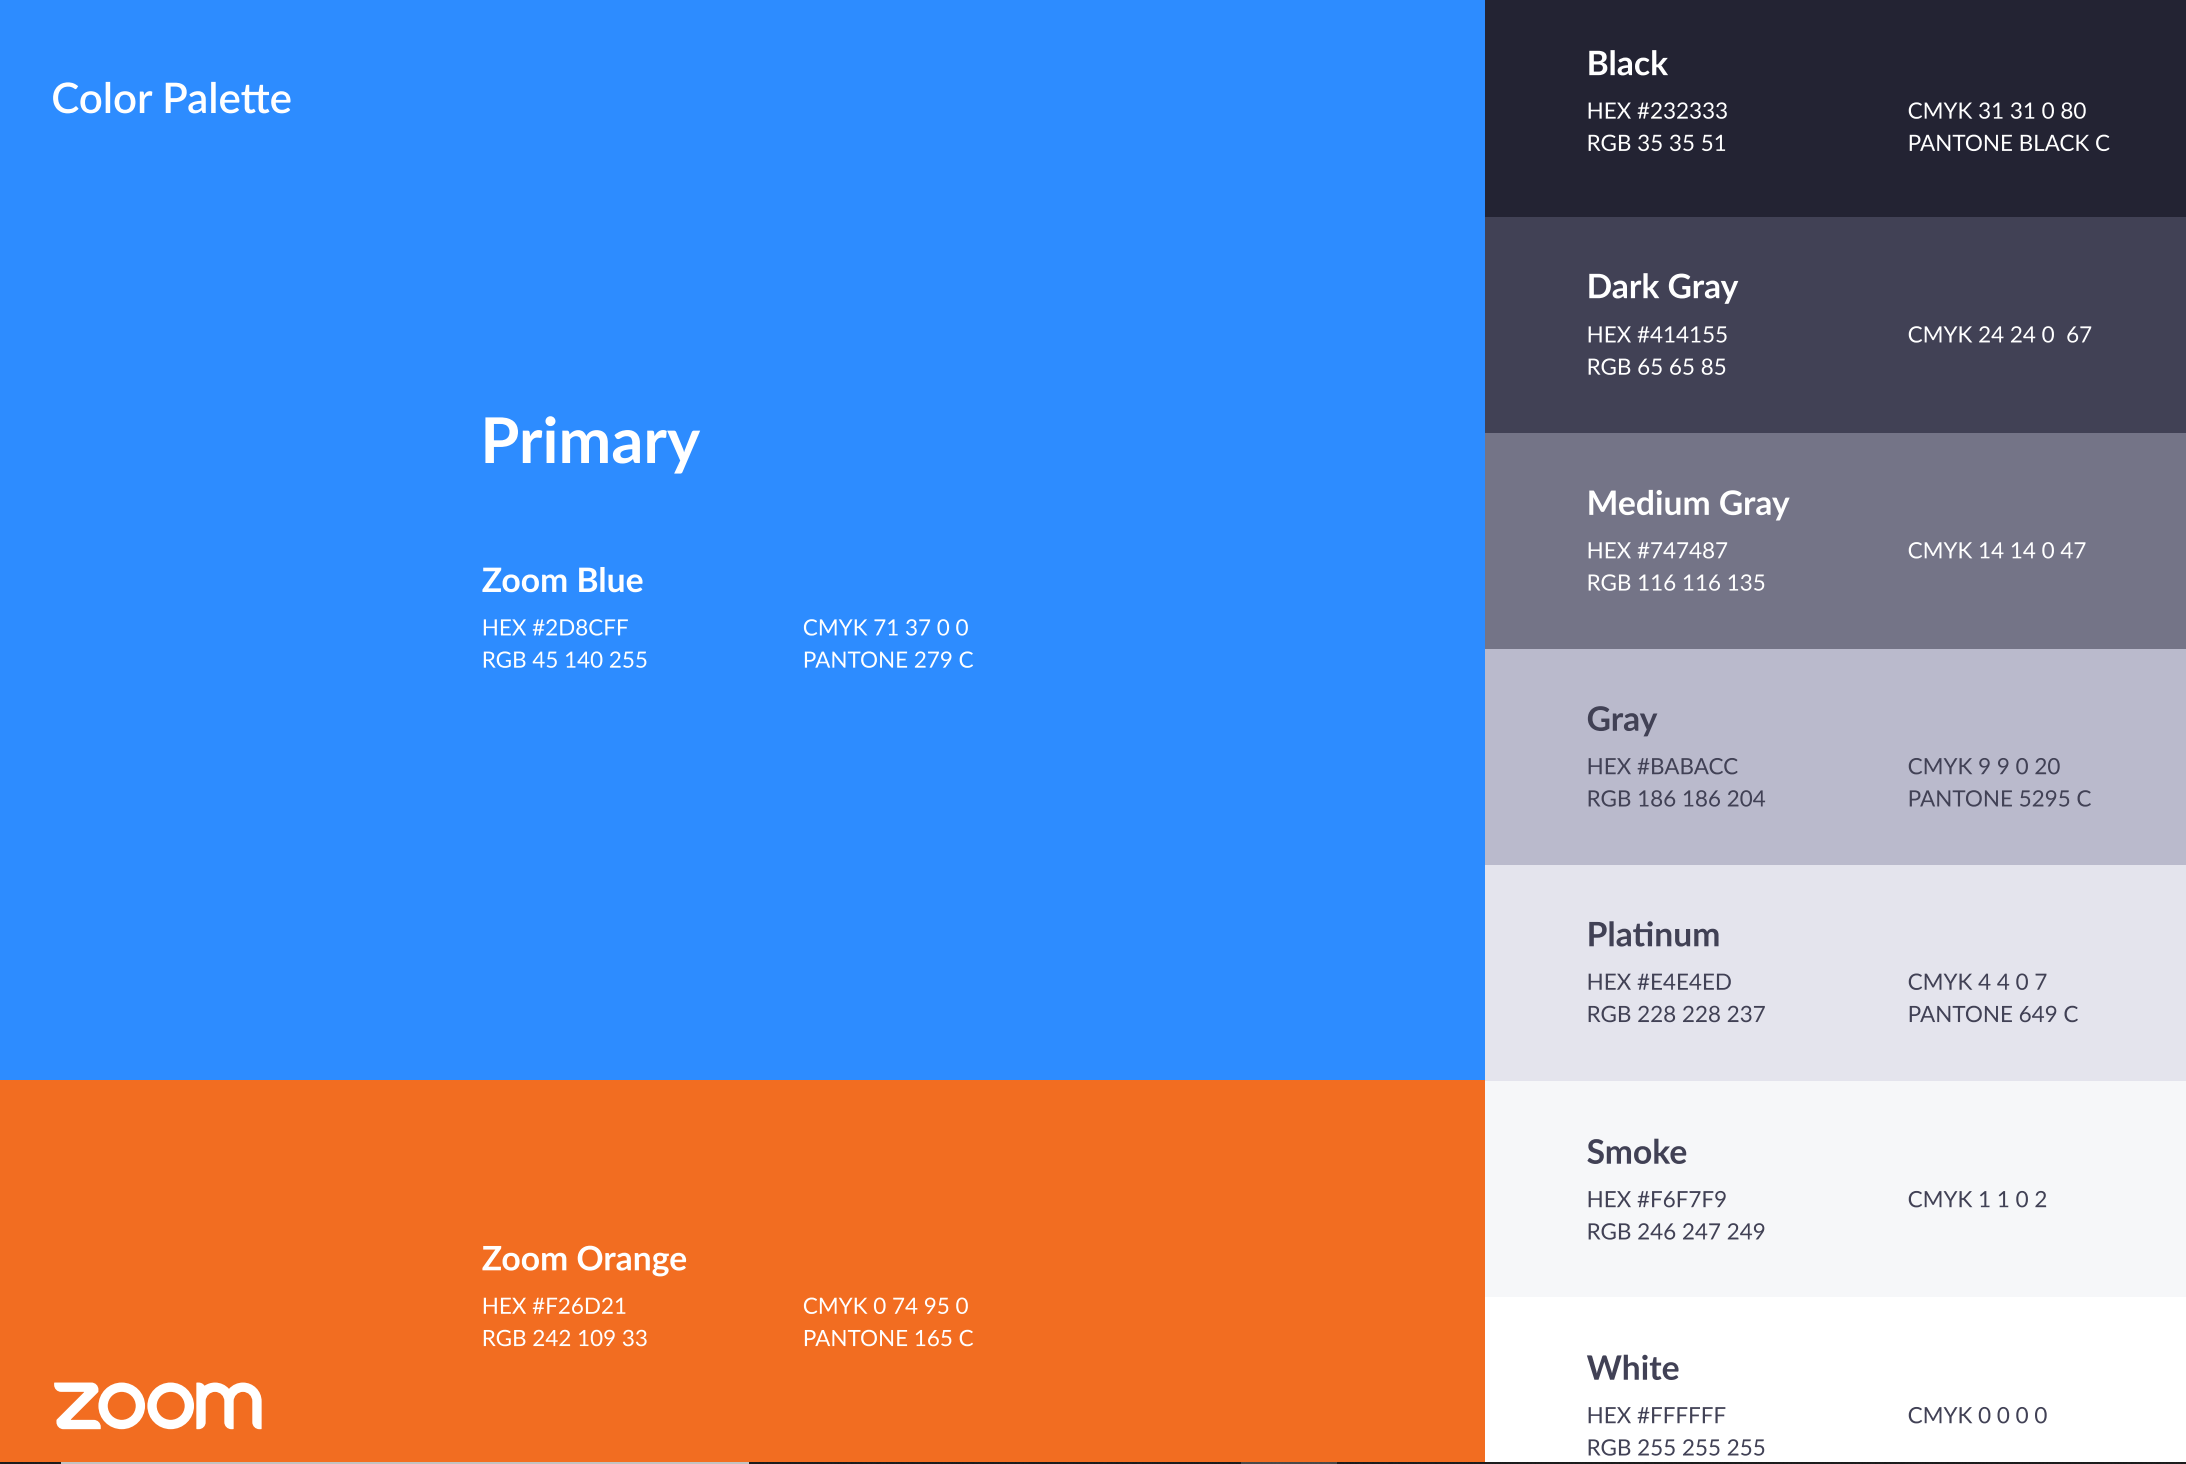 Color Palette
Primary
Zoom Blue
HEX #2D8CFF
RGB 45 140 255
CMYK 71 37 0 0
PANTONE 279 C
Zoom Orange
HEX #F26D21
RGB 242 109 33
CMYK 0 74 95 0
PANTONE 165 C
zoom
Black
HEX #232333
RGB 35 35 51
CMYK 31 31 0 80
PANTONE BLACK C
Dark Gray
HEX #414155
RGB 65 65 85
CMYK 24 24 0  67
Medium Gray
HEX #747487
RGB 116 116 135
CMYK 14 14 0 47
Gray
HEX #BABACC
RGB 186 186 204
CMYK 9 9 0 20
PANTONE 5295 C
Platinum
HEX #E4E4ED
RGB 228 228 237
CMYK 4 4 0 7
PANTONE 649 C
Smoke
HEX #F6F7F9
RGB 246 247 249
CMYK 1 1 0 2
White
HEX #FFFFFF
RGB 255 255 255
CMYK 0 0 0 0